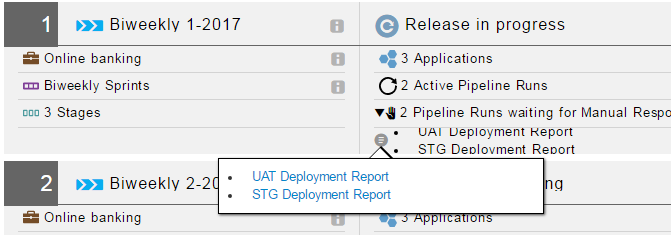 1 Biweekly 1-2017 Release in progress
Online banking 3 Applications
Biweekly Sprints 2 Active Pipeline Runs
3 Stages 2 Pipeline Runs waiting for Manual Respo
UAT Deployment Report
STG Deployment Report
2 Biweekly 2-20 ng
UAT Deployment Report
STG Deployment Report
Online banking 3 Applications